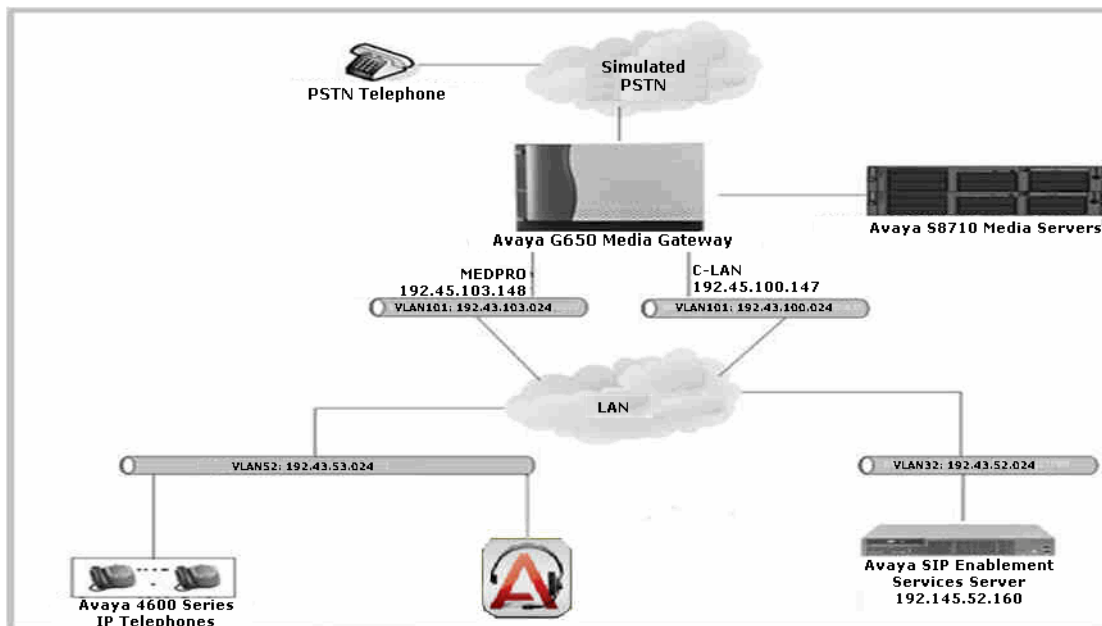 Simulated
PSTN
PSTN Telephone
Avaya G650 Media Gateway
Avaya S8710 Media Servers
MEDPRO
192.45.103.148
C-LAN
192.45.100.147
VLAN101: 192.43.103.024
VLAN101: 192.43.100.024
LAN
VLAN52: 192.43.53.024
VLAN32: 192.43.52.024
A
Avaya 4600 Series
IP Telephones
Avaya SIP Enablement
Services Server
192.145.52.160